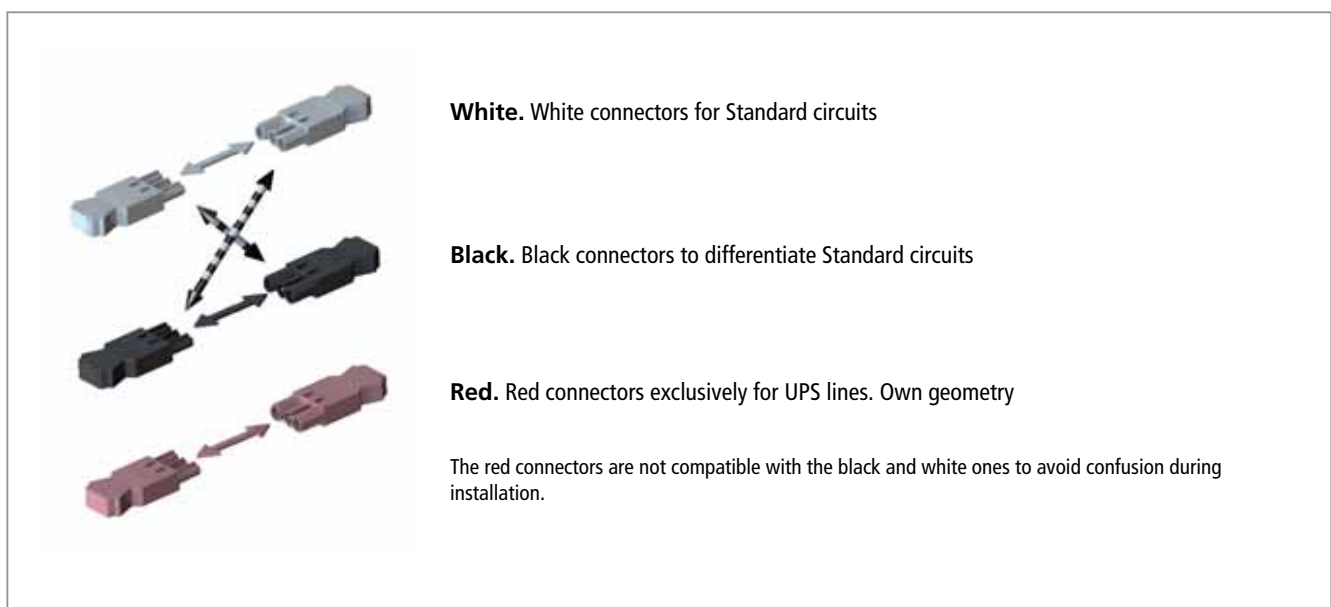 White. White connectors for Standard circuits
Black. Black connectors to differentiate Standard circuits
Red. Red connectors exclusively for UPS lines. Own geometry
The red connectors are not compatible with the black and white ones to avoid confusion during
installation.